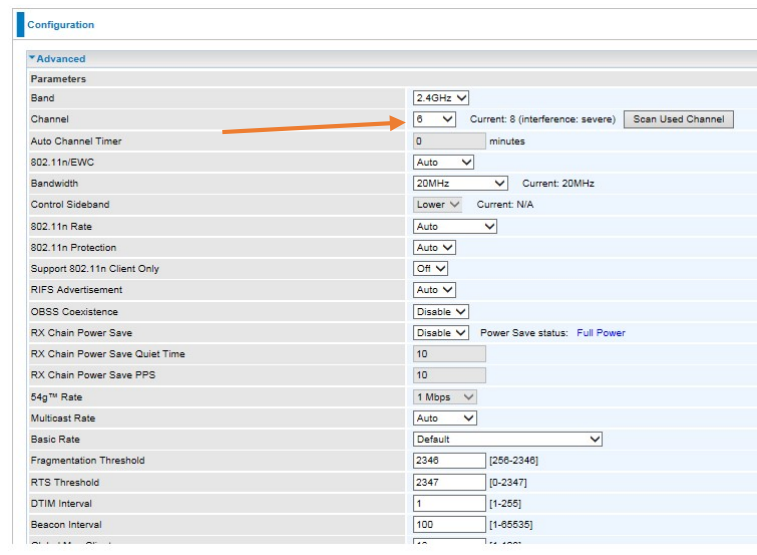 Configuration
Advanced
Parameters
Band 2.4GHz
Channel 6 Current: 8 (interference: severe) Scan Used Channel
Auto Channel Timer 0 minutes
802.11n/EWC Auto
Bandwidth 20MHz Current: 20MHz
Control Sideband Lower Current: N/A
802.11n Rate Auto
802.11n Protection Auto
Support 802.11n Client Only Off
RIFS Advertisement Auto
OBSS Coexistence Disable
RX Chain Power Save Disable Power Save status: Full Power
RX Chain Power Save Quiet Time 10
RX Chain Power Save PPS 10
54g™ Rate 1 Mbps
Multicast Rate Auto
Basic Rate Default
Fragmentation Threshold 2346 [256-2346]
RTS Threshold 2347 [0-2347]
DTIM Interval 1 [1-255]
Beacon Interval 100 [1-65535]